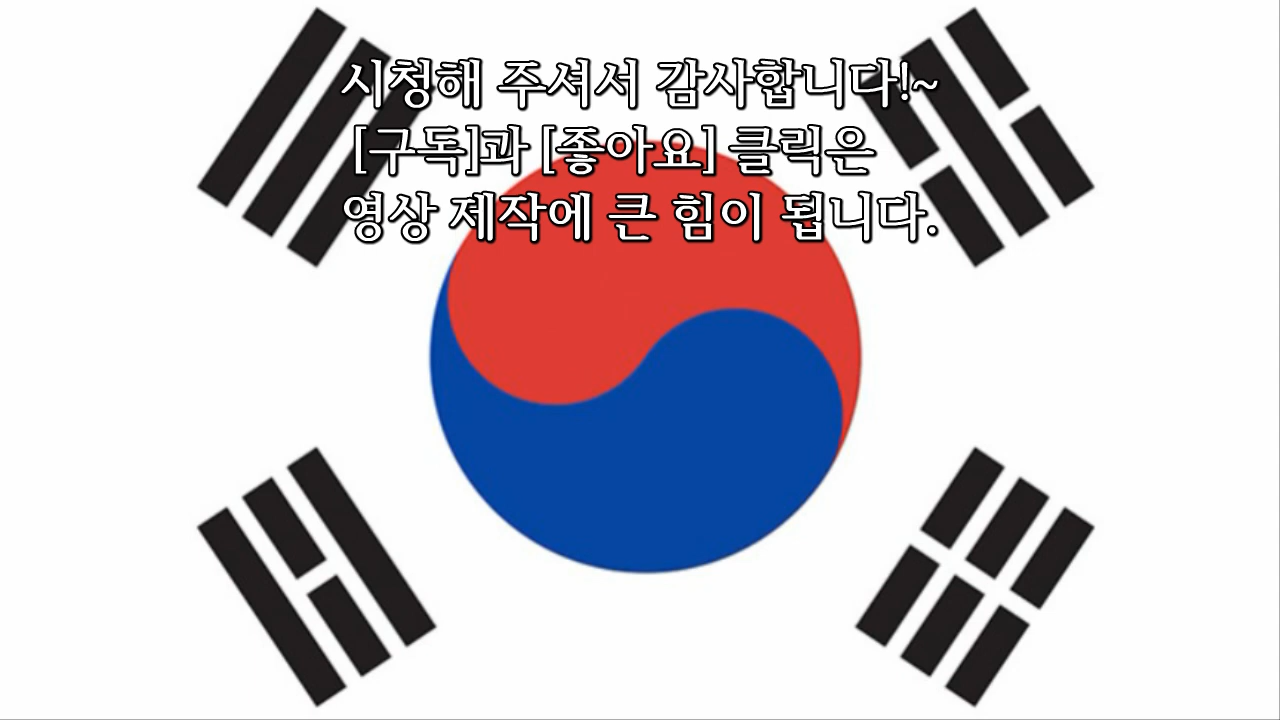 시청해 주셔서 감사합니다!~
[구독]과 [좋아요] 클릭은
영상 제작에 큰 힘이 됩니다.